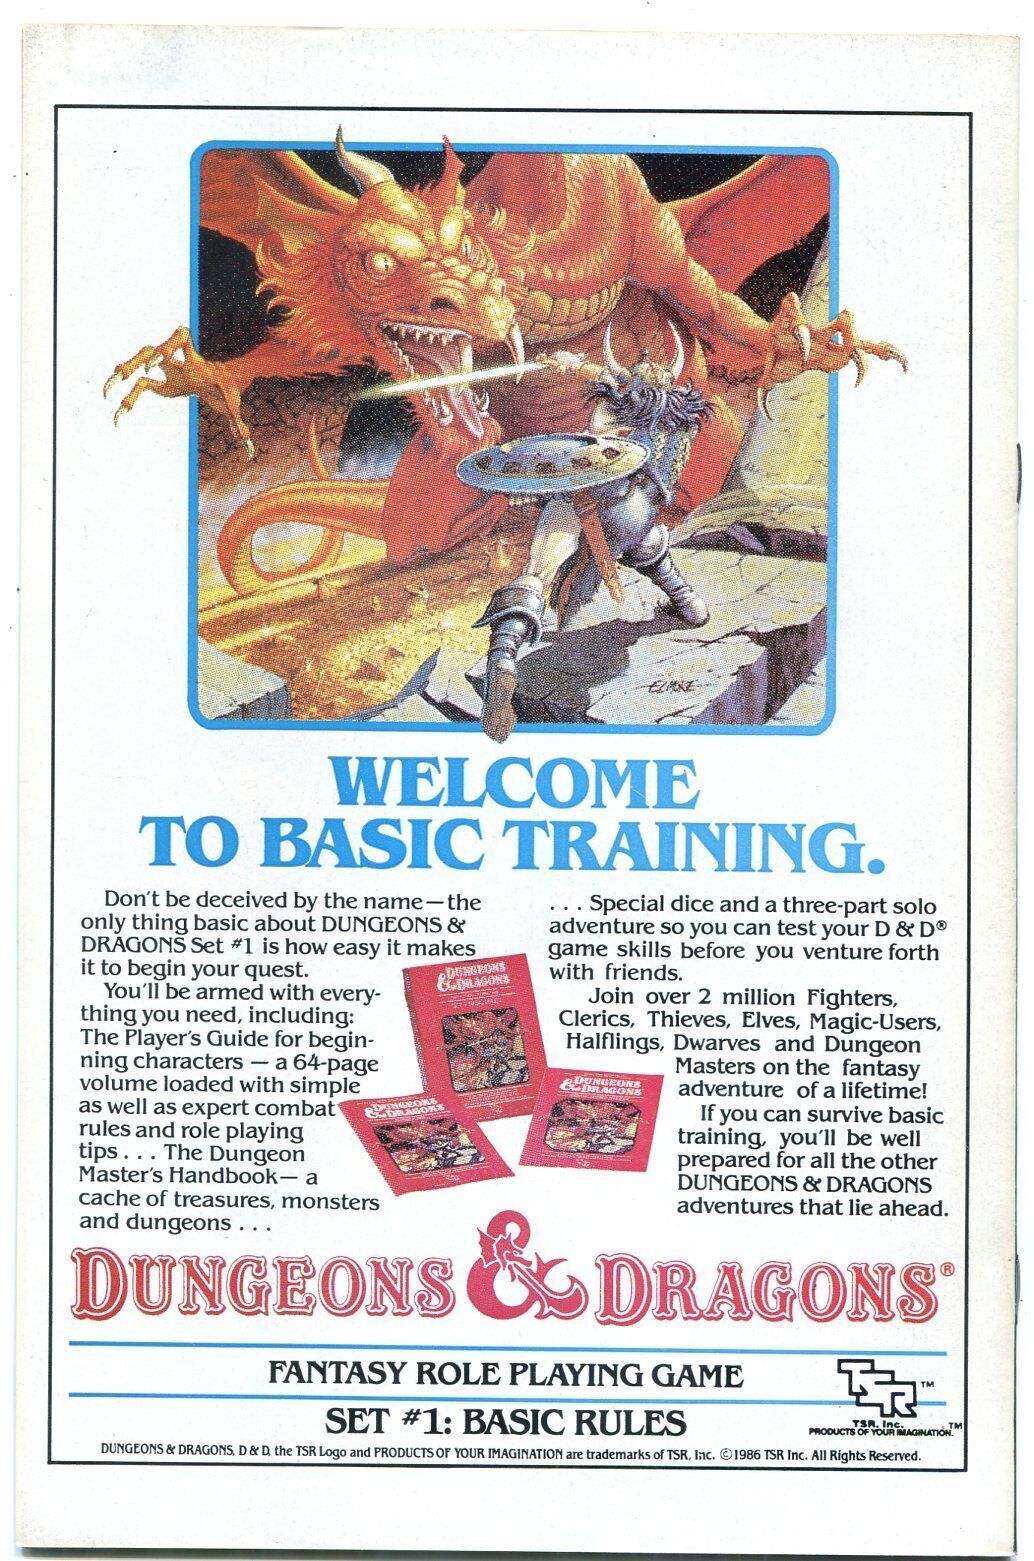 ELMORE
WELCOME
TO BASIC TRAINING.
Don't be deceived by the name—the
only thing basic about DUNGEONS &
DRAGONS Set #1 is how easy it makes
it to begin your quest.
You'll be armed with every-
thing you need, including:
The Player's Guide for begin-
ning characters — a 64-page
volume loaded with simple
as well as expert combat
rules and role playing
tips . . . The Dungeon
Master's Handbook— a
cache of treasures, monsters
and dungeons . . .
. . . Special dice and a three-part solo
adventure so you can test your D & D®
game skills before you venture forth
with friends.
Join over 2 million Fighters,
Clerics, Thieves, Elves, Magic-Users,
Halflings, Dwarves and Dungeon
Masters on the fantasy
adventure of a lifetime!
If you can survive basic
training, you'll be well
prepared for all the other
DUNGEONS & DRAGONS
adventures that lie ahead.
DUNGEONS
& DRAGONS
DUNGEONS
& DRAGONS
DUNGEONS
& DRAGONS
DUNGEONS & DRAGONS®
FANTASY ROLE PLAYING GAME
SET #1: BASIC RULES
TSR™
TSR, Inc.
PRODUCTS OF YOUR IMAGINATION.™
DUNGEONS & DRAGONS, D & D, the TSR Logo and PRODUCTS OF YOUR IMAGINATION are trademarks of TSR, Inc. ©1986 TSR Inc. All Rights Reserved.